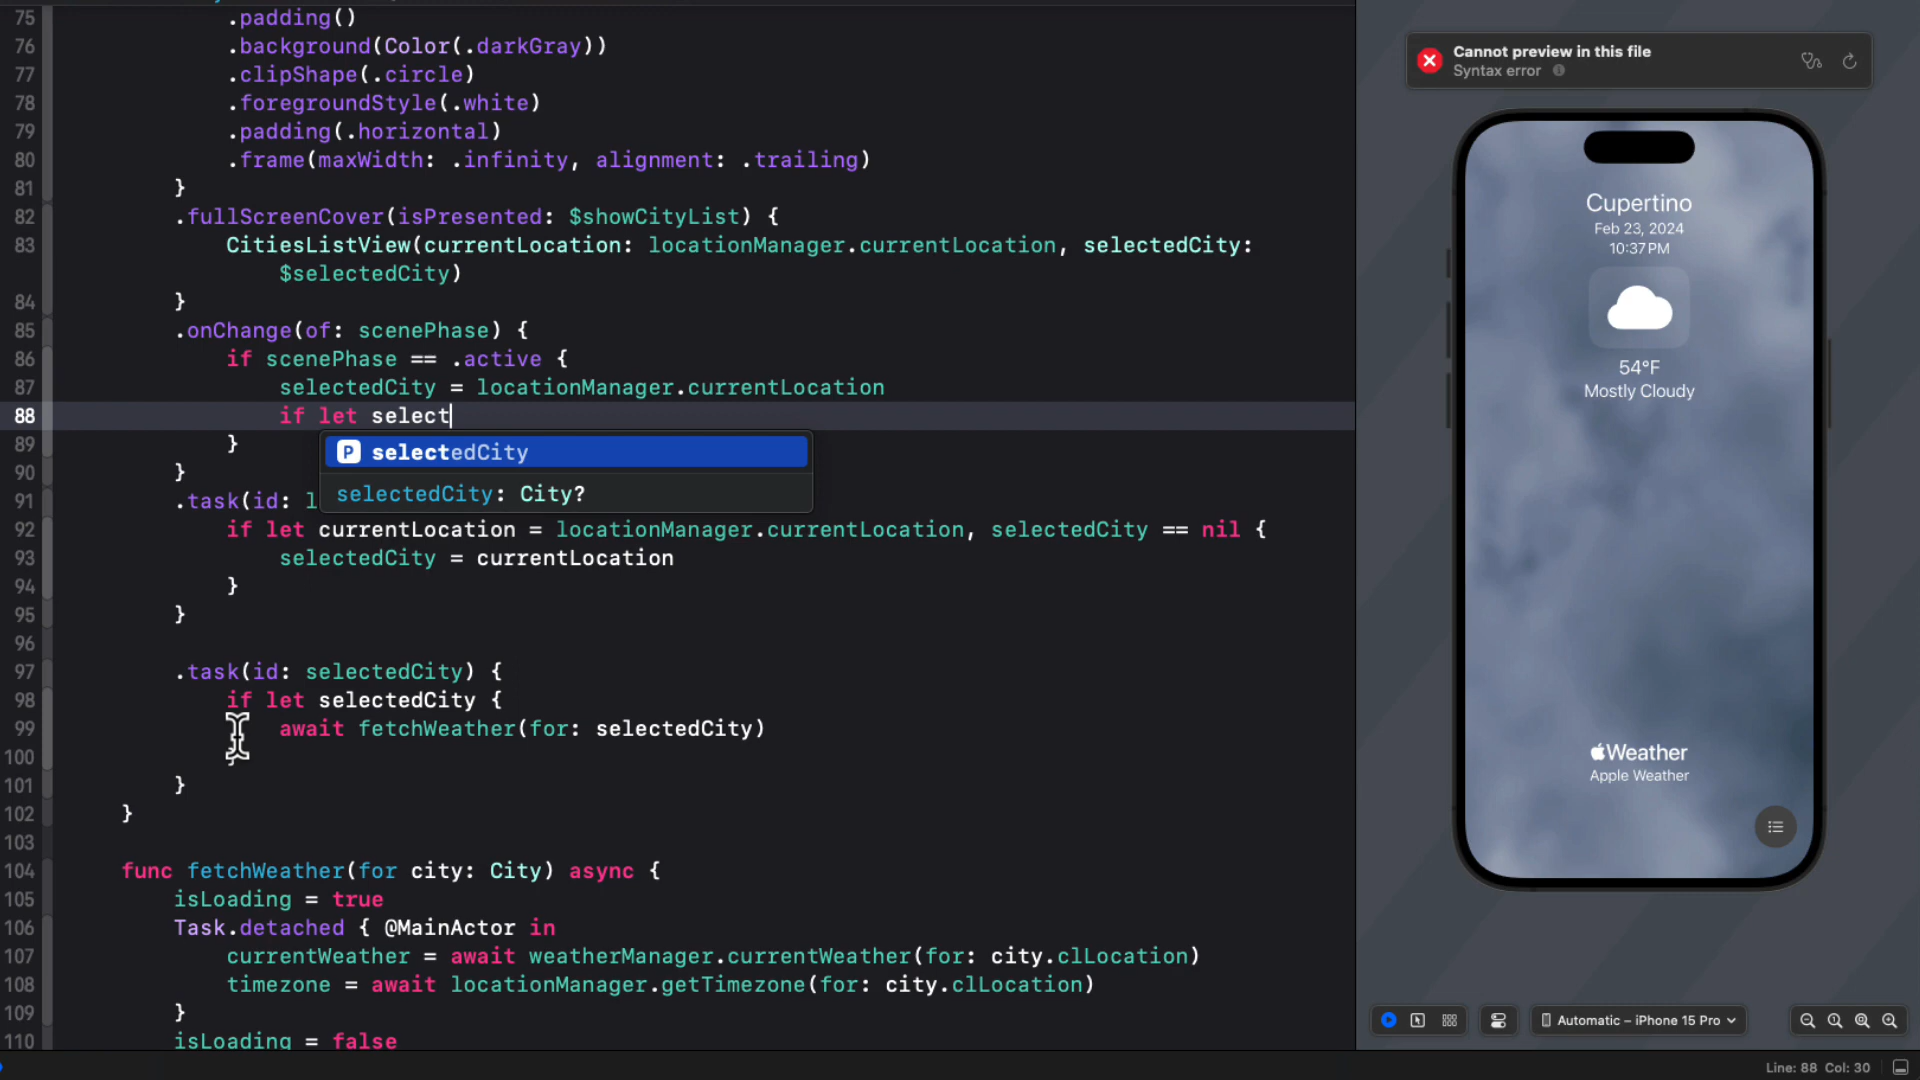 75 .padding()
76 .background(Color(.darkGray))
77 .clipShape(.circle)
78 .foregroundStyle(.white)
79 .padding(.horizontal)
80 .frame(maxWidth: .infinity, alignment: .trailing)
81 }
82 .fullScreenCover(isPresented: $showCityList) {
83 CitiesListView(currentLocation: locationManager.currentLocation, selectedCity:
$selectedCity)
84 }
85 .onChange(of: scenePhase) {
86 if scenePhase == .active {
87 selectedCity = locationManager.currentLocation
88 if let select
89 }
P selectedCity
90 }
selectedCity: City?
91 .task(id: l
92 if let currentLocation = locationManager.currentLocation, selectedCity == nil {
93 selectedCity = currentLocation
94 }
95 }
96
97 .task(id: selectedCity) {
98 if let selectedCity {
99 await fetchWeather(for: selectedCity)
100 }
101 }
102 }
103
104 func fetchWeather(for city: City) async {
105 isLoading = true
106 Task.detached { @MainActor in
107 currentWeather = await weatherManager.currentWeather(for: city.clLocation)
108 timezone = await locationManager.getTimezone(for: city.clLocation)
109 }
110 isLoading = false
Cannot preview in this file
Syntax error
Cupertino
Feb 23, 2024
10:37 PM
54°F
Mostly Cloudy
Weather
Apple Weather
Automatic – iPhone 15 Pro
Line: 88 Col: 30